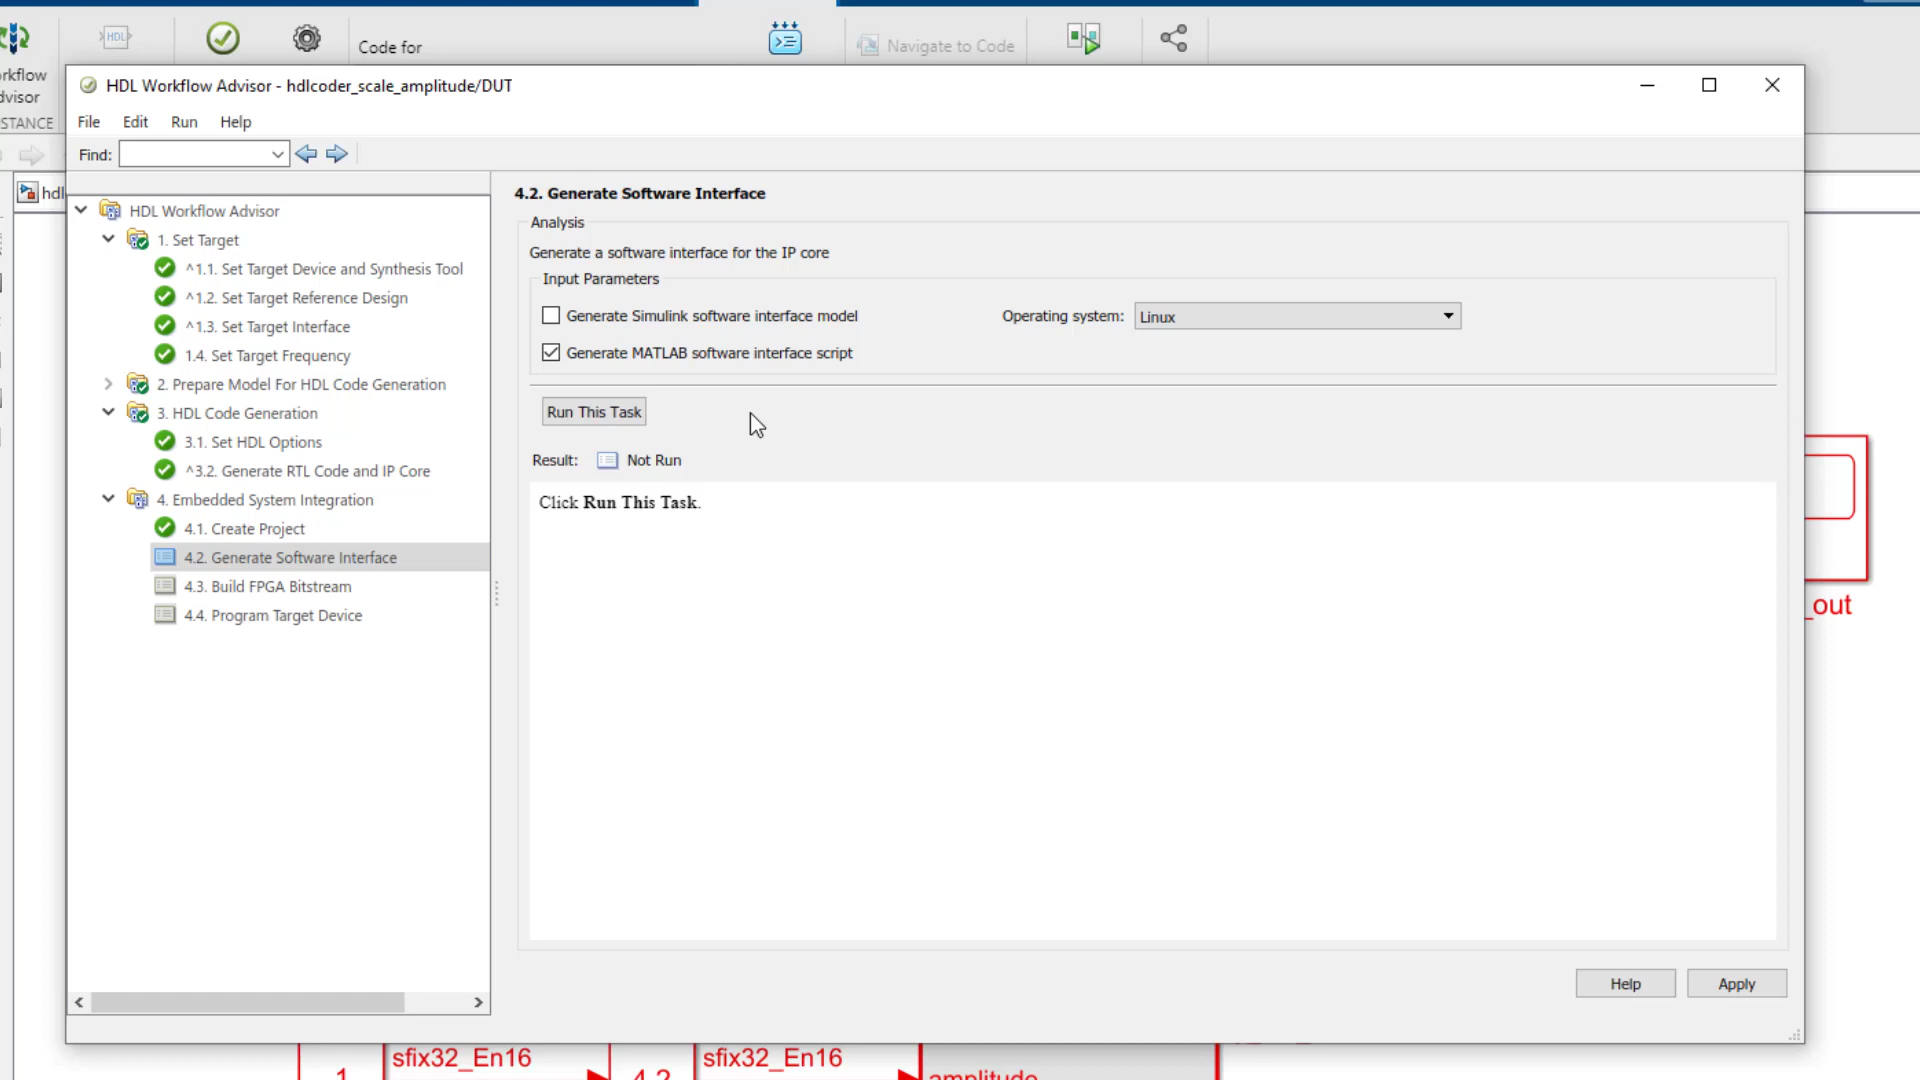 HDL
Code for
Navigate to Code
HDL Workflow Advisor - hdlcoder_scale_amplitude/DUT
File Edit Run Help
Find:
HDL Workflow Advisor
1. Set Target
^1.1. Set Target Device and Synthesis Tool
^1.2. Set Target Reference Design
^1.3. Set Target Interface
1.4. Set Target Frequency
2. Prepare Model For HDL Code Generation
3. HDL Code Generation
3.1. Set HDL Options
^3.2. Generate RTL Code and IP Core
4. Embedded System Integration
4.1. Create Project
4.2. Generate Software Interface
4.3. Build FPGA Bitstream
4.4. Program Target Device
4.2. Generate Software Interface
Analysis
Generate a software interface for the IP core
Input Parameters
Generate Simulink software interface model
Operating system: Linux
Generate MATLAB software interface script
Run This Task
Result: Not Run
Click Run This Task.
Help Apply
_out
sfix32_En16
sfix32_En16
1
4.2
amplitude